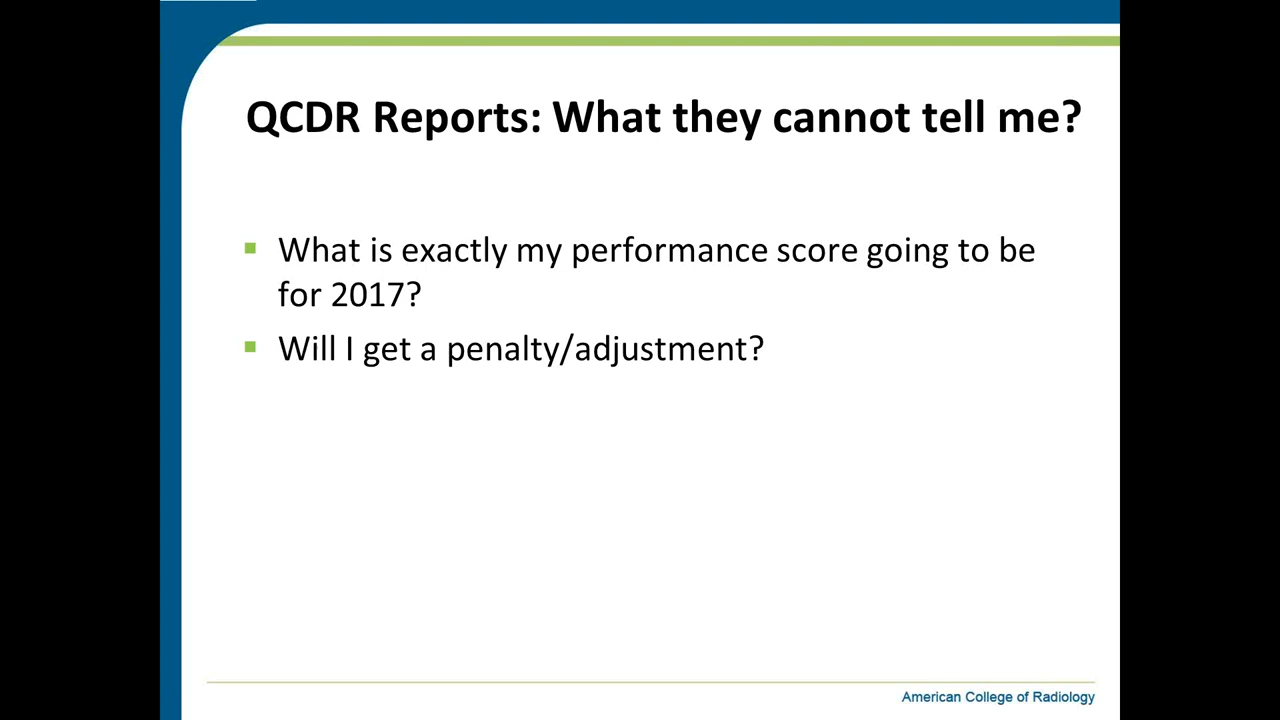 QCDR Reports: What they cannot tell me?
▪ What is exactly my performance score going to be
for 2017?
▪ Will I get a penalty/adjustment?
American College of Radiology